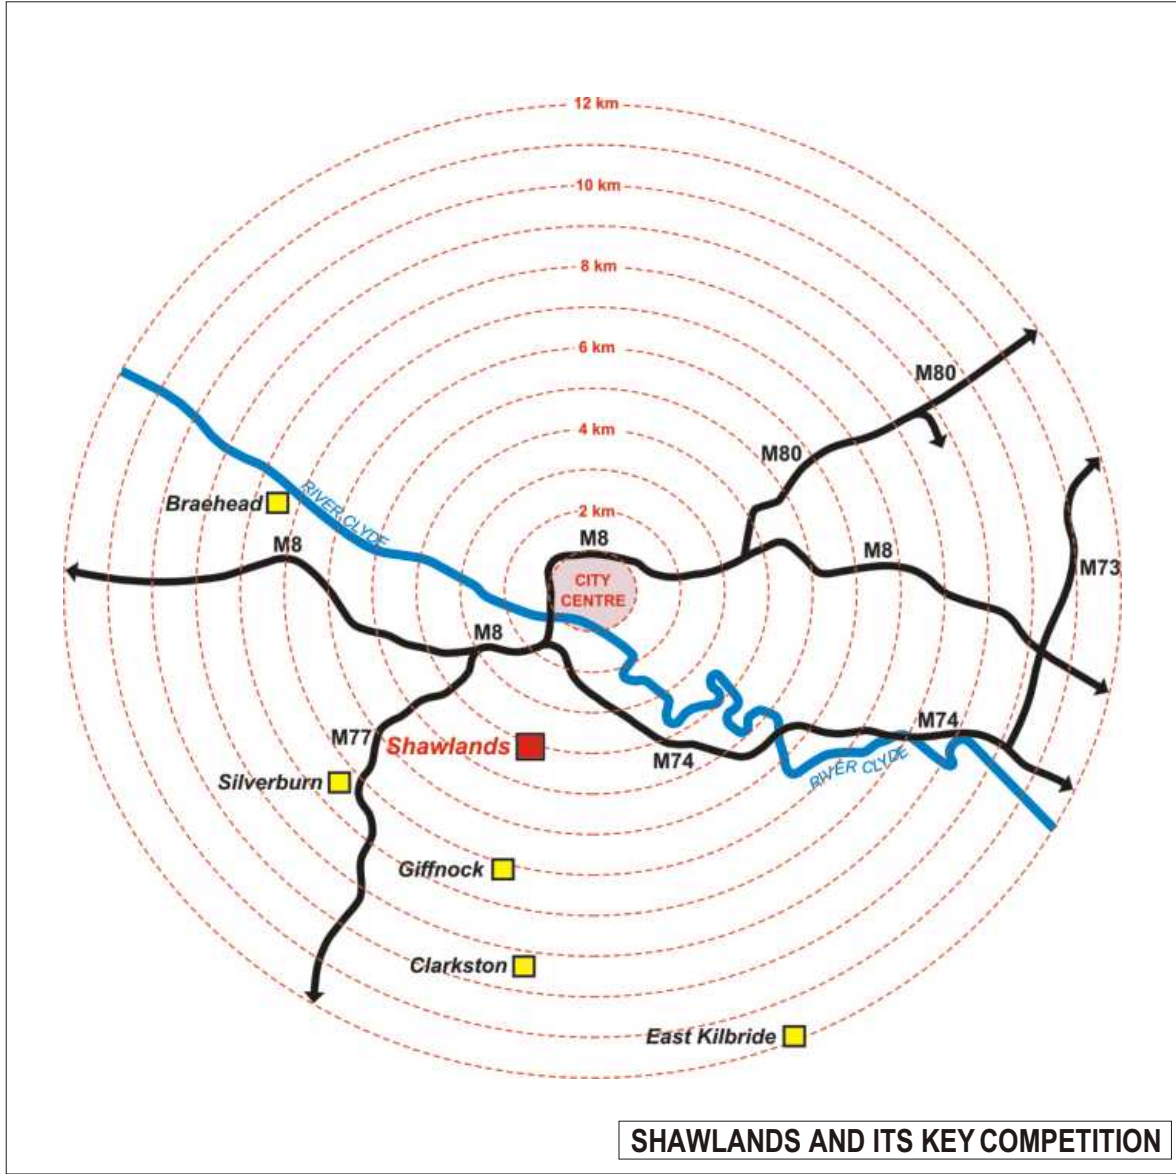 12 km
10 km
8 km
6 km
M80
4 km
M80
RIVER CLYDE
Braehead
2 km
M8
M8
M8
M73
CITY
CENTRE
M8
M74
M77
Shawlands
M74
RIVER CLYDE
Silverburn
Giffnock
Clarkston
East Kilbride
SHAWLANDS AND ITS KEY COMPETITION